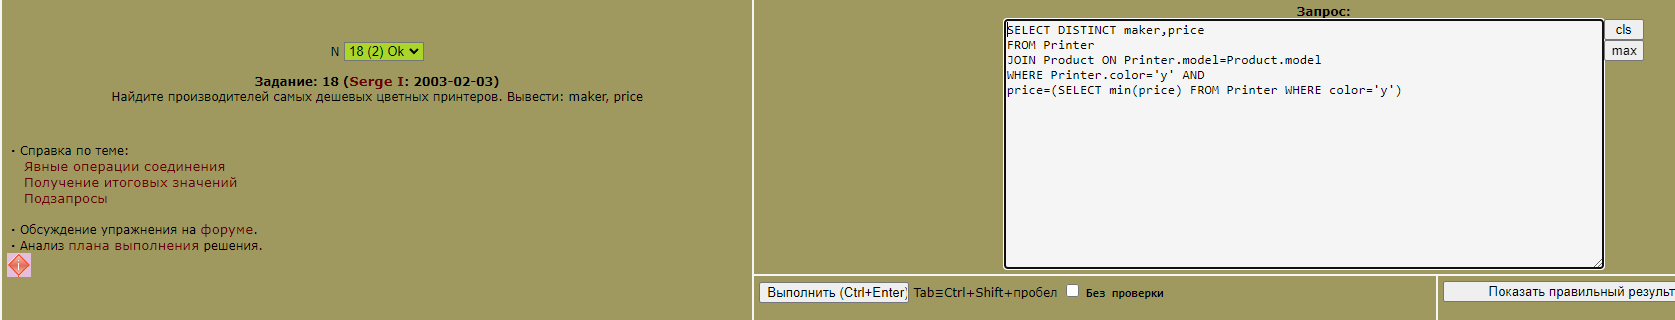 N 18 (2) Ok
Задание: 18 (Serge I: 2003-02-03)
Найдите производителей самых дешевых цветных принтеров. Вывести: maker, price
· Справка по теме:
Явные операции соединения
Получение итоговых значений
Подзапросы
· Обсуждение упражнения на форуме.
· Анализ плана выполнения решения.
Запрос:
SELECT DISTINCT maker,price
FROM Printer
JOIN Product ON Printer.model=Product.model
WHERE Printer.color='y' AND
price=(SELECT min(price) FROM Printer WHERE color='y')
cls
max
Выполнить (Ctrl+Enter) Tab≡Ctrl+Shift+пробел Без проверки
Показать правильный результ